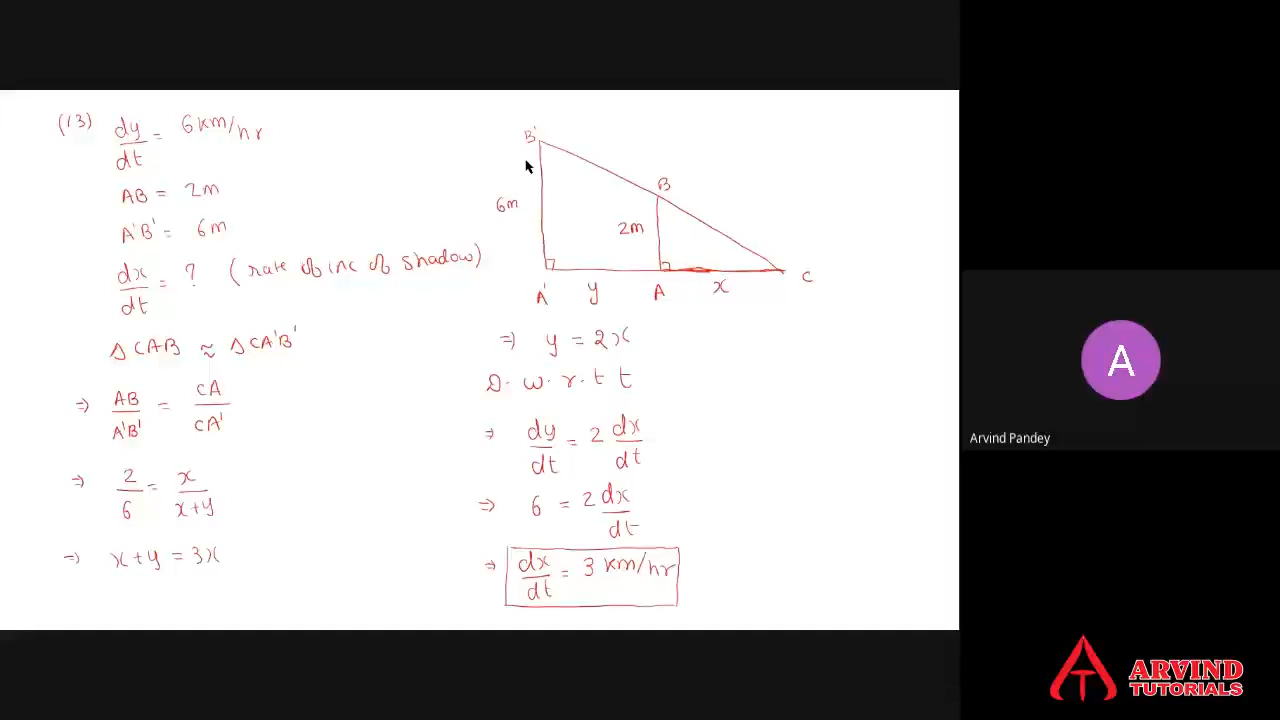 (13) dy/dt = 6 km/hr
AB = 2m
A'B' = 6m
dx/dt = ? (rate of inc of shadow)
Δ CAB ≈ Δ CA'B'
⇒ AB/A'B' = CA/CA'
⇒ 2/6 = x/x+y
⇒ x+y = 3x
B'
B
6m
2m
A' y A x C
⇒ y = 2x
D. w. r. t t
⇒ dy/dt = 2 dx/dt
⇒ 6 = 2 dx/dt
⇒ dx/dt = 3 km/hr
A
Arvind Pandey
ARVIND
TUTORIALS